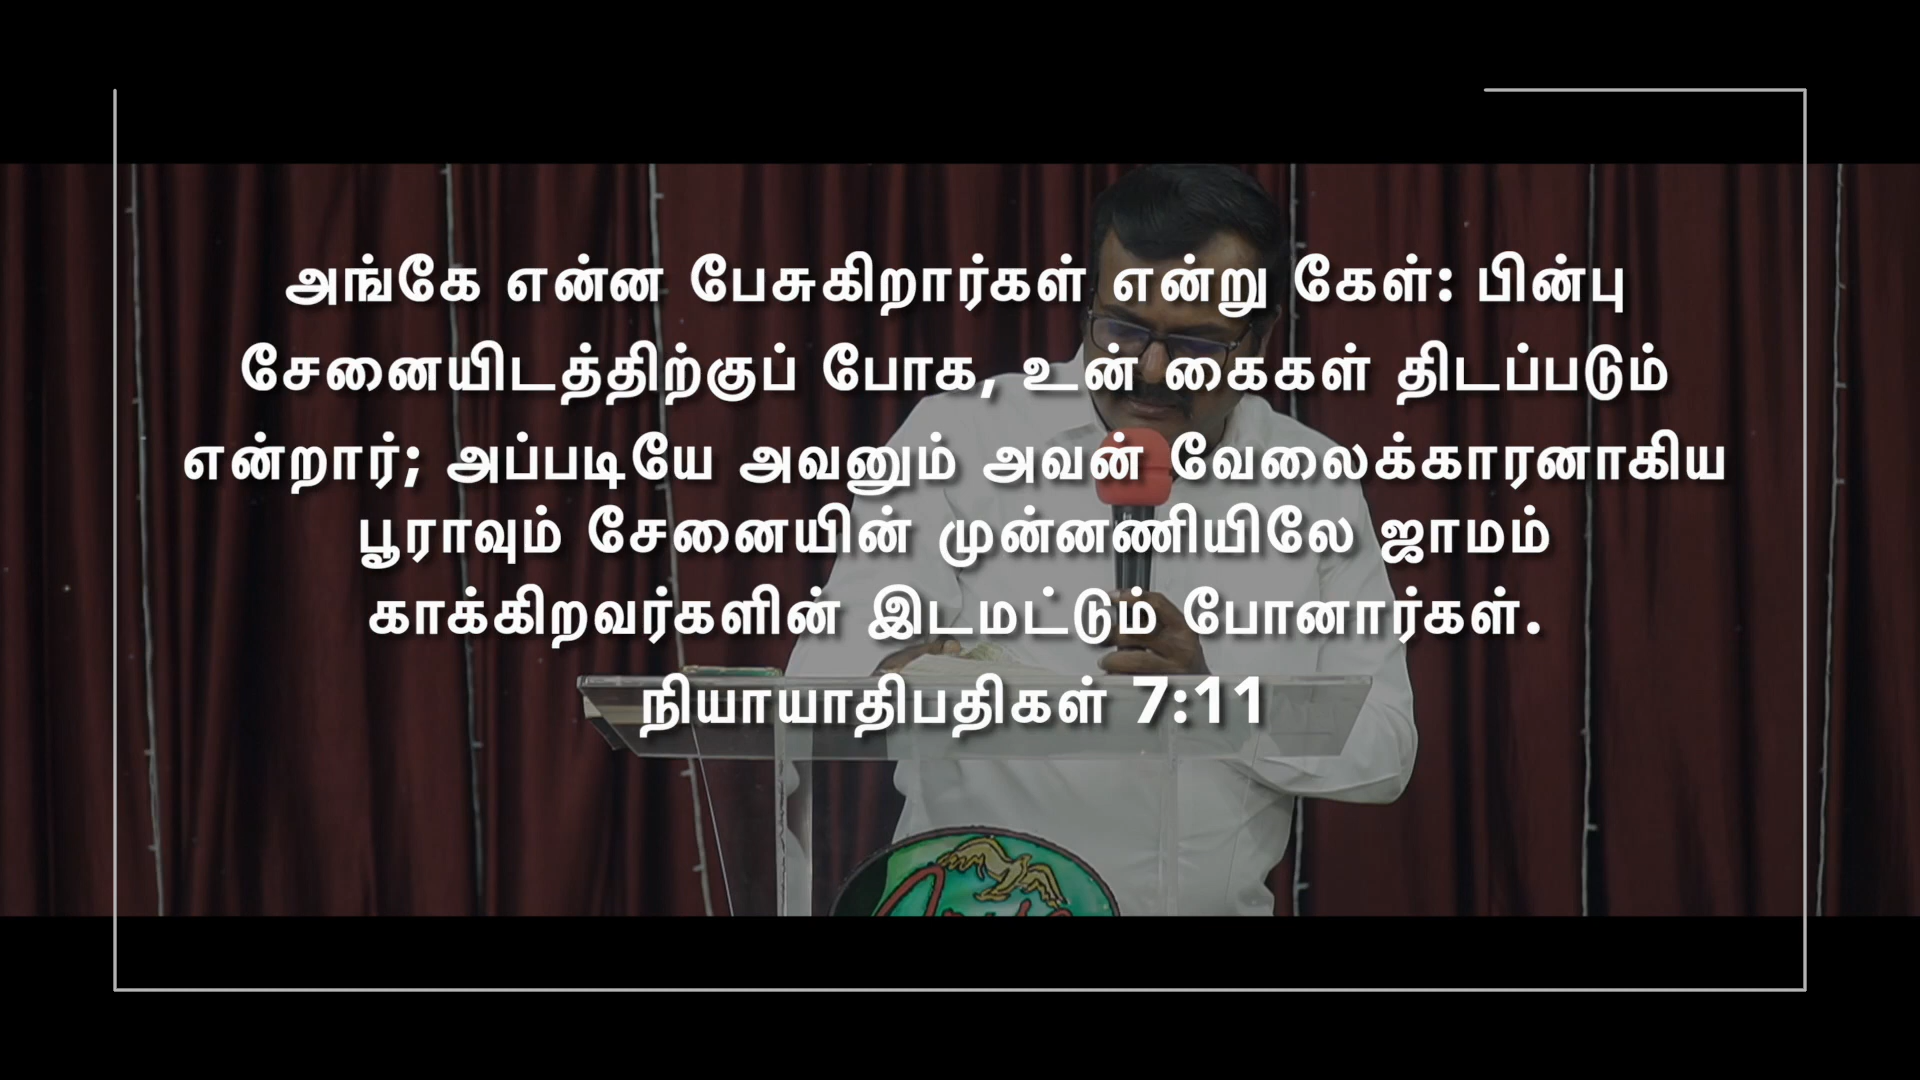 அங்கே என்ன பேசுகிறார்கள் என்று கேள்: பின்பு
சேனையிடத்திற்குப் போக, உன் கைகள் திடப்படும்
என்றார்; அப்படியே அவனும் அவன் வேலைக்காரனாகிய
பூராவும் சேனையின் முன்னணியிலே ஜாமம்
காக்கிறவர்களின் இடமட்டும் போனார்கள்.
நியாயாதிபதிகள் 7:11